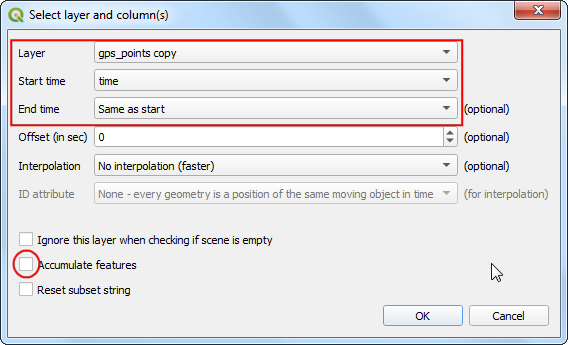 Select layer and column(s)
Layer gps_points copy
Start time time
End time Same as start (optional)
Offset (in sec) 0 (optional)
Interpolation No interpolation (faster) (optional)
ID attribute None - every geometry is a position of the same moving object in time (for interpolation)
Ignore this layer when checking if scene is empty
Accumulate features
Reset subset string
OK Cancel